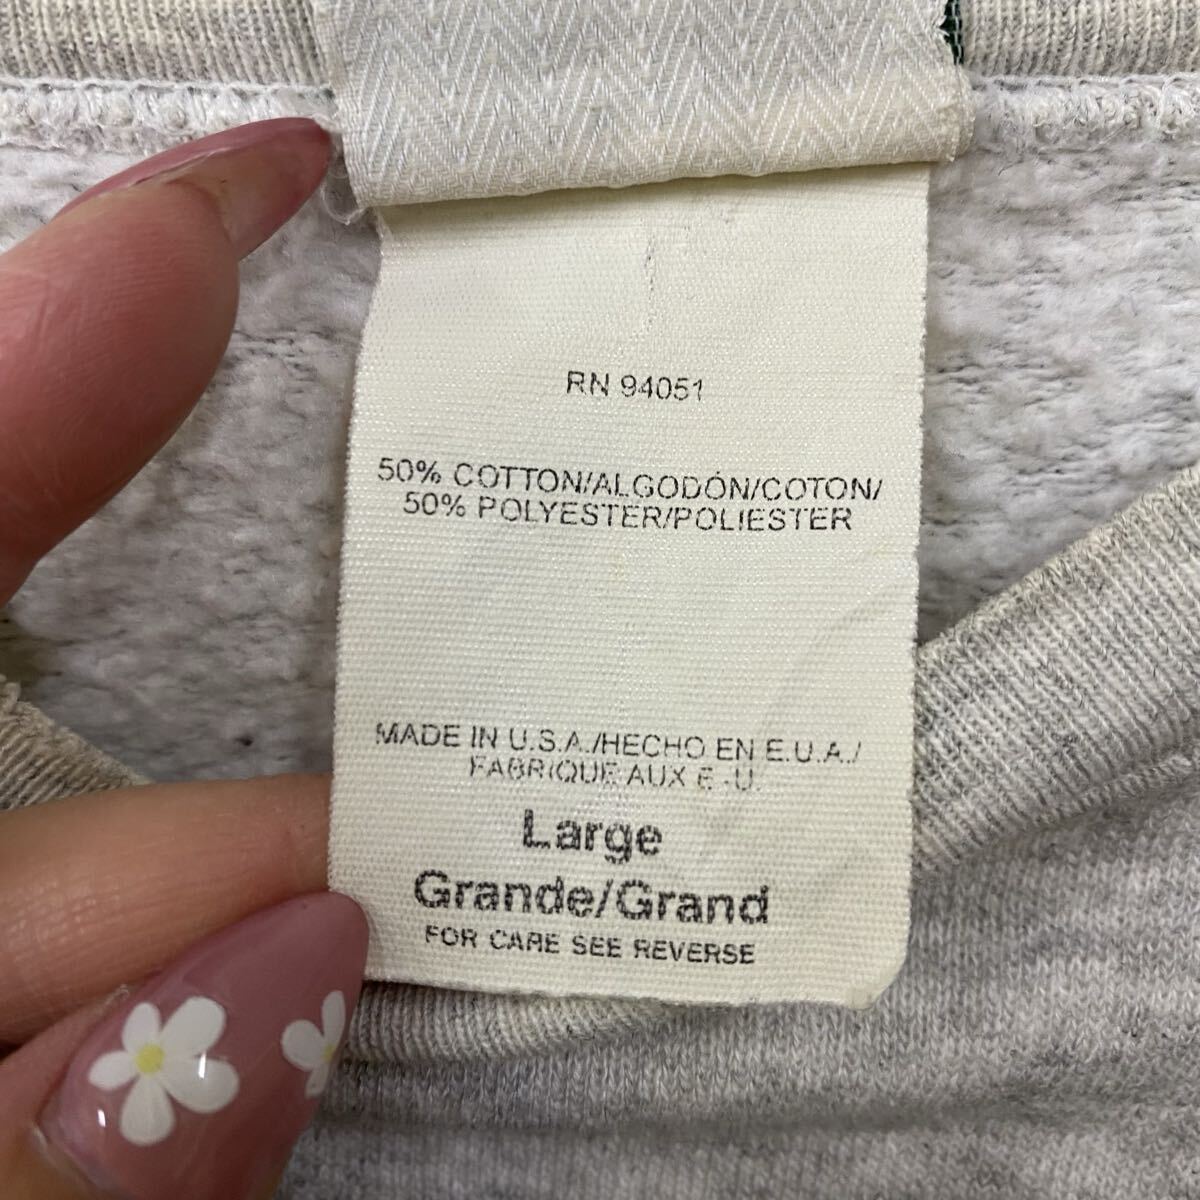 RN 94051
50% COTTON/ALGODÓN/COTON/
50% POLYESTER/POLIESTER
MADE IN U.S.A./HECHO EN E.U.A./
FABRIQUE AUX E.-U.
Large
Grande/Grand
FOR CARE SEE REVERSE